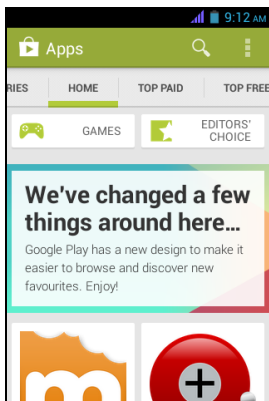 9:12 AM
Apps
RIES HOME TOP PAID TOP FREE
GAMES
EDITORS'
CHOICE
We've changed a few
things around here...
Google Play has a new design to make it
easier to browse and discover new
favourites. Enjoy!
m